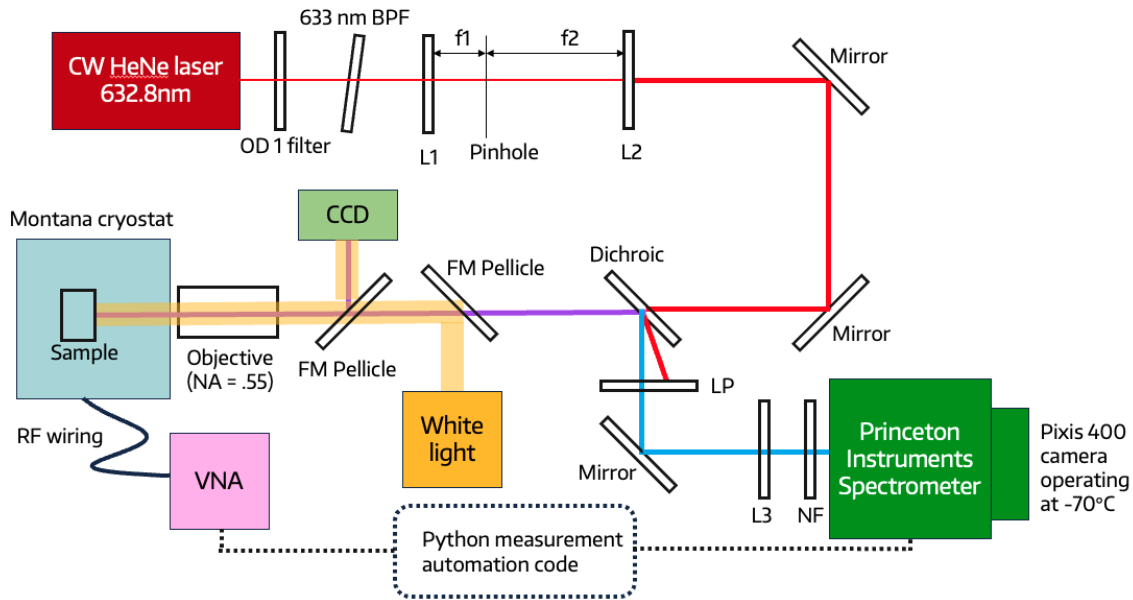 633 nm BPF
CW HeNe laser
632.8nm
f1
f2
Mirror
OD 1 filter
L1
Pinhole
L2
Montana cryostat
CCD
FM Pellicle
Dichroic
Sample
Objective
(NA = .55)
FM Pellicle
Mirror
LP
RF wiring
VNA
White
light
Mirror
L3
NF
Princeton
Instruments
Spectrometer
Pixis 400
camera
operating
at -70°C
Python measurement
automation code